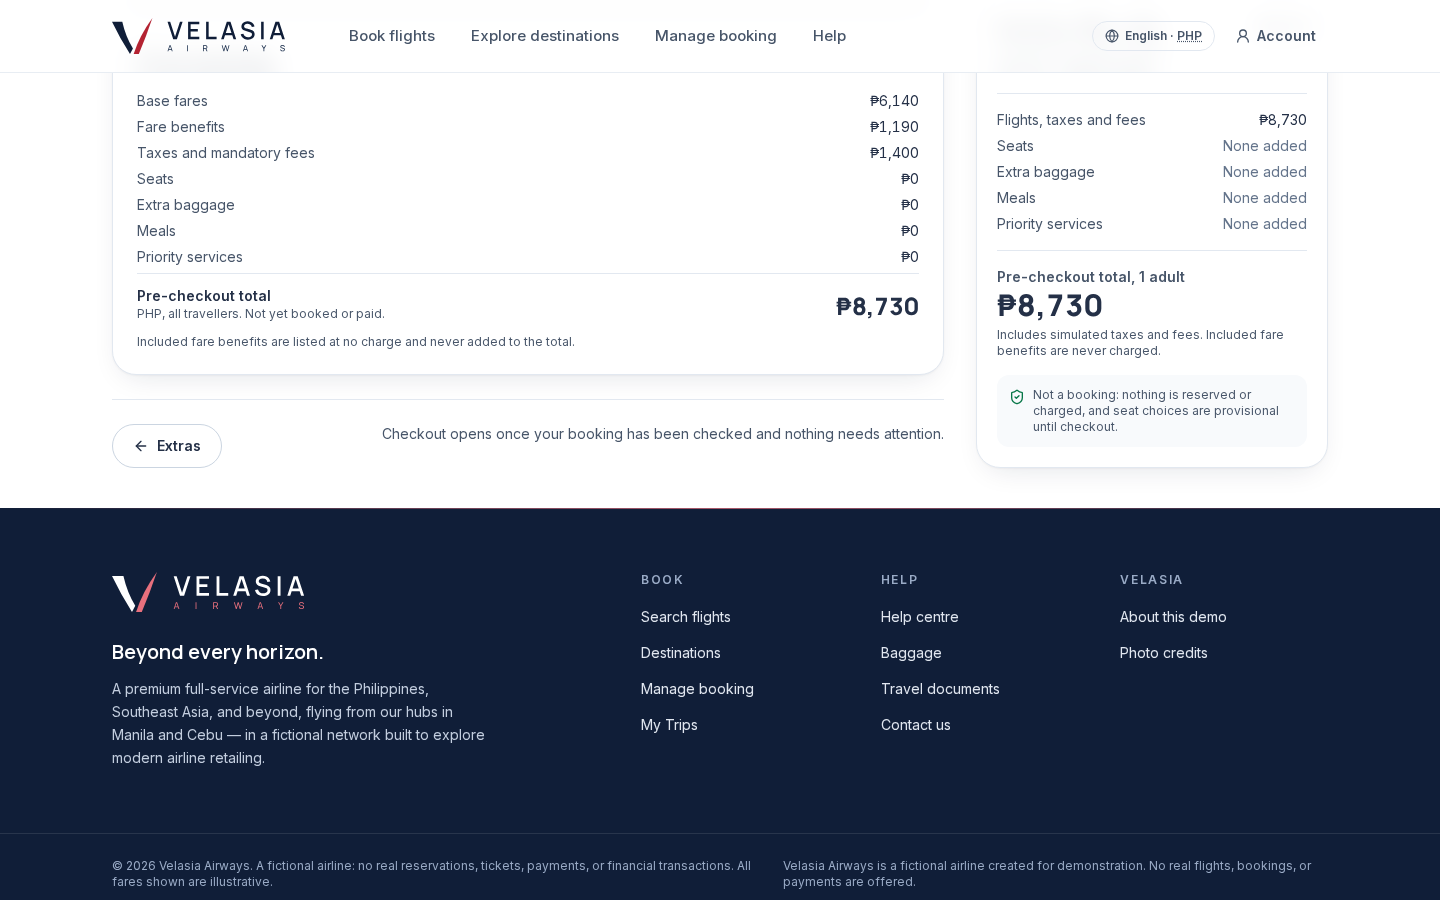 VELASIA
AIRWAYS
Book flights
Explore destinations
Manage booking
Help
English · PHP
Account
Base fares
₱6,140
Fare benefits
₱1,190
Taxes and mandatory fees
₱1,400
Seats
₱0
Extra baggage
₱0
Meals
₱0
Priority services
₱0
Pre-checkout total
PHP, all travellers. Not yet booked or paid.
₱8,730
Included fare benefits are listed at no charge and never added to the total.
Extras
Checkout opens once your booking has been checked and nothing needs attention.
Flights, taxes and fees
₱8,730
Seats
None added
Extra baggage
None added
Meals
None added
Priority services
None added
Pre-checkout total, 1 adult
₱8,730
Includes simulated taxes and fees. Included fare
benefits are never charged.
Not a booking: nothing is reserved or
charged, and seat choices are provisional
until checkout.
VELASIA
AIRWAYS
Beyond every horizon.
A premium full-service airline for the Philippines,
Southeast Asia, and beyond, flying from our hubs in
Manila and Cebu — in a fictional network built to explore
modern airline retailing.
BOOK
Search flights
Destinations
Manage booking
My Trips
HELP
Help centre
Baggage
Travel documents
Contact us
VELASIA
About this demo
Photo credits
© 2026 Velasia Airways. A fictional airline: no real reservations, tickets, payments, or financial transactions. All
fares shown are illustrative.
Velasia Airways is a fictional airline created for demonstration. No real flights, bookings, or
payments are offered.